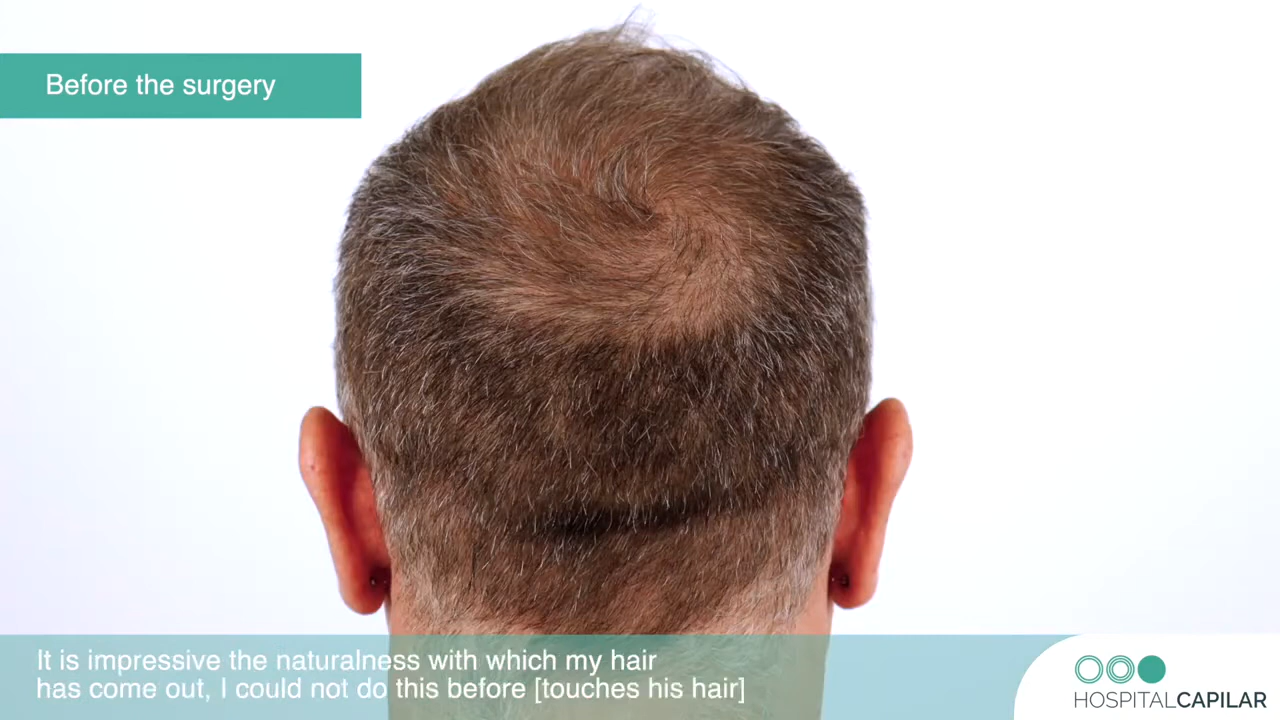 Before the surgery
It is impressive the naturalness with which my hair
has come out, I could not do this before [touches his hair]
HOSPITALCAPILAR